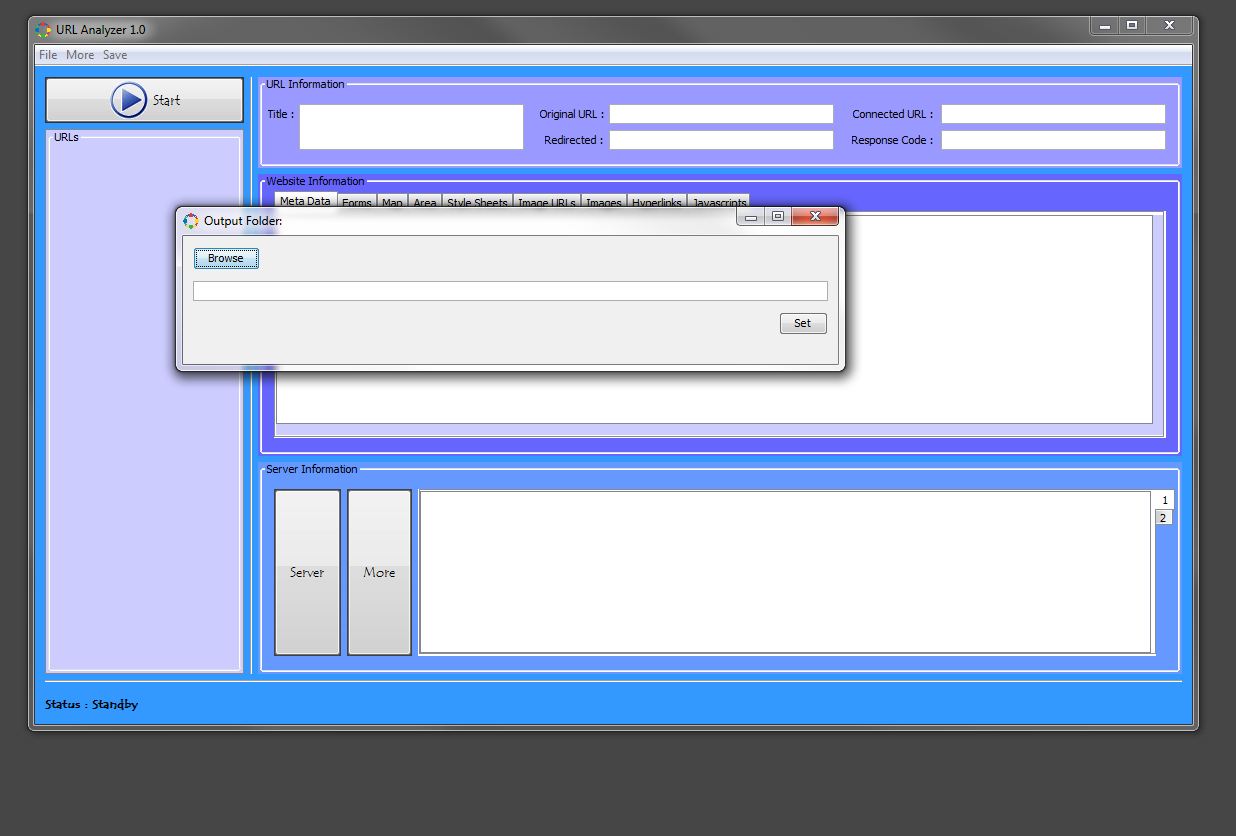 URL Analyzer 1.0
File More Save
Start
URLs
URL Information
Title :
Original URL :
Connected URL :
Redirected :
Response Code :
Website Information
Meta Data Forms Map Area Style Sheets Image URLs Images Hyperlinks Javascripts
Output Folder:
Browse
Set
Server Information
Server
More
1
2
Status : Standby